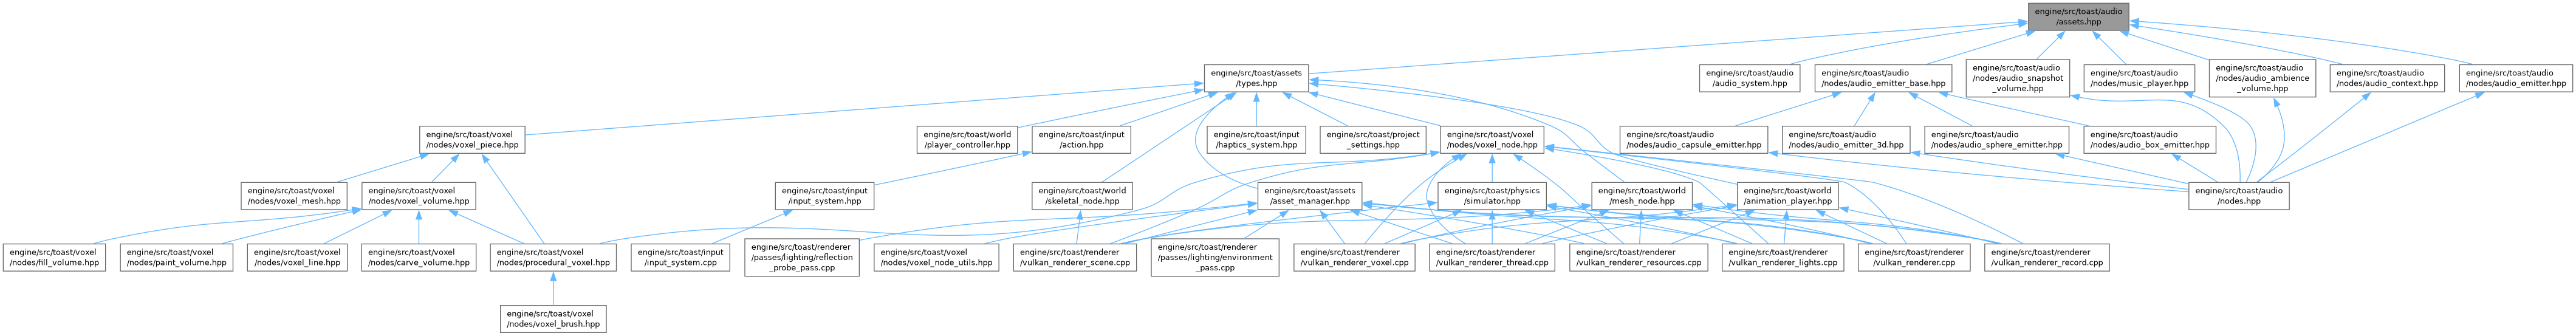 engine/src/toast/audio
/assets.hpp
engine/src/toast/assets
/types.hpp
engine/src/toast/audio
/audio_system.hpp
engine/src/toast/audio
/nodes/audio_emitter_base.hpp
engine/src/toast/audio
/nodes/audio_snapshot
_volume.hpp
engine/src/toast/audio
/nodes/music_player.hpp
engine/src/toast/audio
/nodes/audio_ambience
_volume.hpp
engine/src/toast/audio
/nodes/audio_context.hpp
engine/src/toast/audio
/nodes/audio_emitter.hpp
engine/src/toast/voxel
/nodes/voxel_piece.hpp
engine/src/toast/world
/player_controller.hpp
engine/src/toast/input
/action.hpp
engine/src/toast/input
/haptics_system.hpp
engine/src/toast/project
_settings.hpp
engine/src/toast/voxel
/nodes/voxel_node.hpp
engine/src/toast/audio
/nodes/audio_capsule_emitter.hpp
engine/src/toast/audio
/nodes/audio_emitter_3d.hpp
engine/src/toast/audio
/nodes/audio_sphere_emitter.hpp
engine/src/toast/audio
/nodes/audio_box_emitter.hpp
engine/src/toast/voxel
/nodes/voxel_mesh.hpp
engine/src/toast/voxel
/nodes/voxel_volume.hpp
engine/src/toast/input
/input_system.hpp
engine/src/toast/world
/skeletal_node.hpp
engine/src/toast/assets
/asset_manager.hpp
engine/src/toast/physics
/simulator.hpp
engine/src/toast/world
/mesh_node.hpp
engine/src/toast/world
/animation_player.hpp
engine/src/toast/audio
/nodes.hpp
engine/src/toast/voxel
/nodes/fill_volume.hpp
engine/src/toast/voxel
/nodes/paint_volume.hpp
engine/src/toast/voxel
/nodes/voxel_line.hpp
engine/src/toast/voxel
/nodes/carve_volume.hpp
engine/src/toast/voxel
/nodes/procedural_voxel.hpp
engine/src/toast/input
/input_system.cpp
engine/src/toast/renderer
/passes/lighting/reflection
_probe_pass.cpp
engine/src/toast/voxel
/nodes/voxel_node_utils.hpp
engine/src/toast/renderer
/vulkan_renderer_scene.cpp
engine/src/toast/renderer
/passes/lighting/environment
_pass.cpp
engine/src/toast/renderer
/vulkan_renderer_voxel.cpp
engine/src/toast/renderer
/vulkan_renderer_thread.cpp
engine/src/toast/renderer
/vulkan_renderer_resources.cpp
engine/src/toast/renderer
/vulkan_renderer_lights.cpp
engine/src/toast/renderer
/vulkan_renderer.cpp
engine/src/toast/renderer
/vulkan_renderer_record.cpp
engine/src/toast/voxel
/nodes/voxel_brush.hpp